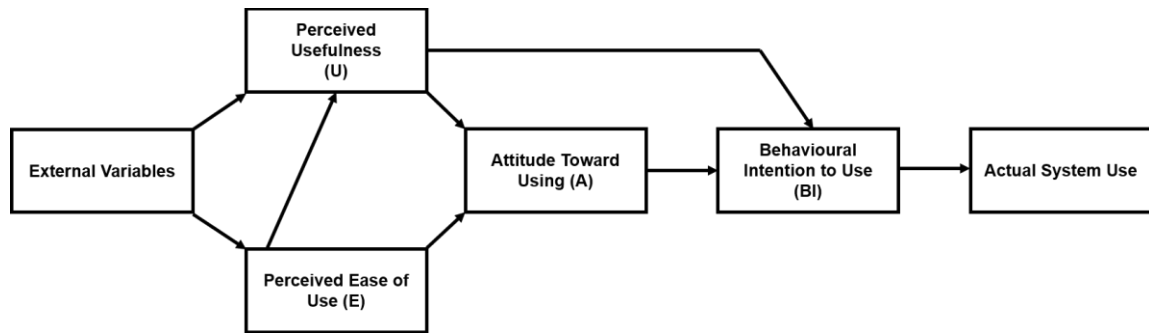 Perceived
Usefulness
(U)
External Variables
Attitude Toward
Using (A)
Behavioural
Intention to Use
(BI)
Actual System Use
Perceived Ease of
Use (E)